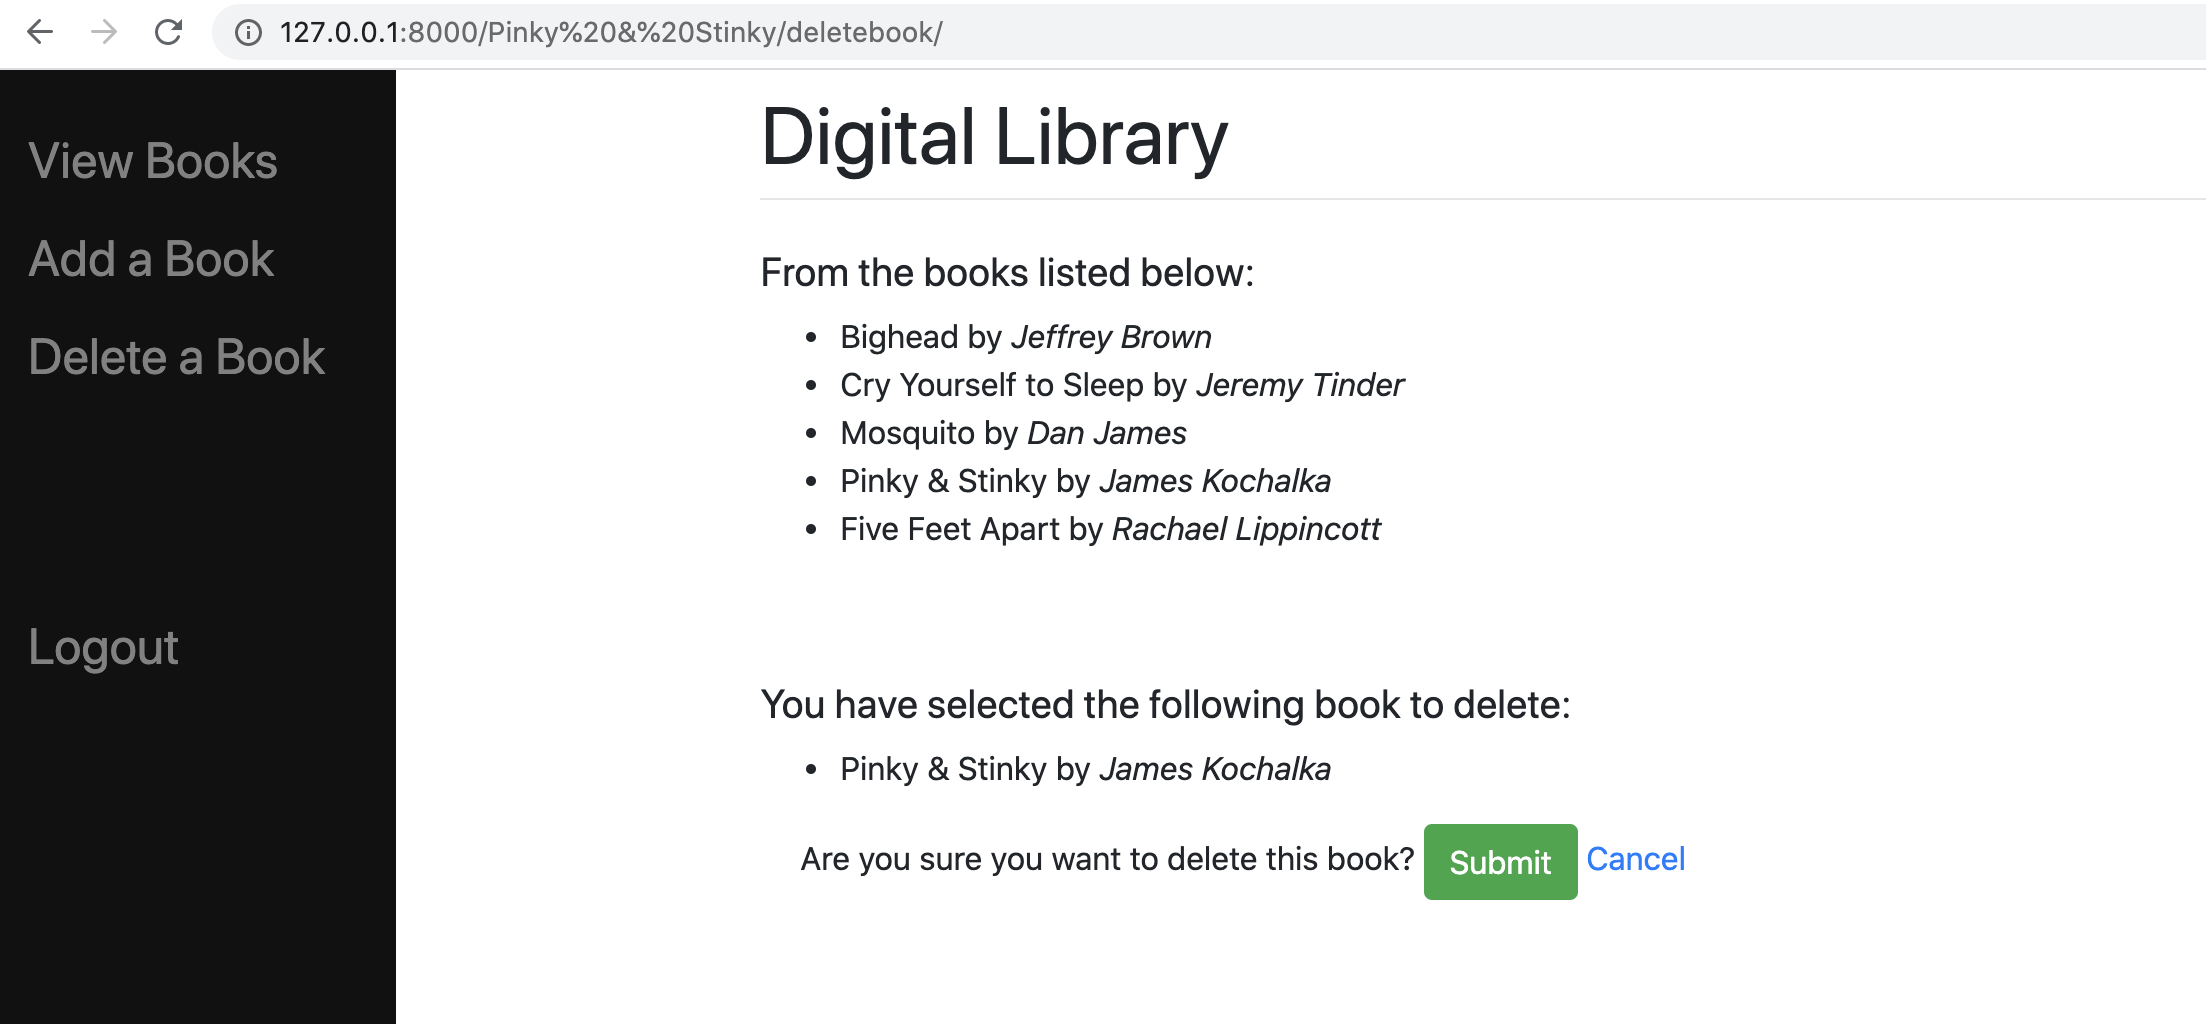 127.0.0.1:8000/Pinky%20&%20Stinky/deletebook/
View Books
Add a Book
Delete a Book
Logout
Digital Library
From the books listed below:
• Bighead by Jeffrey Brown
• Cry Yourself to Sleep by Jeremy Tinder
• Mosquito by Dan James
• Pinky & Stinky by James Kochalka
• Five Feet Apart by Rachael Lippincott
You have selected the following book to delete:
• Pinky & Stinky by James Kochalka
Are you sure you want to delete this book? Submit Cancel